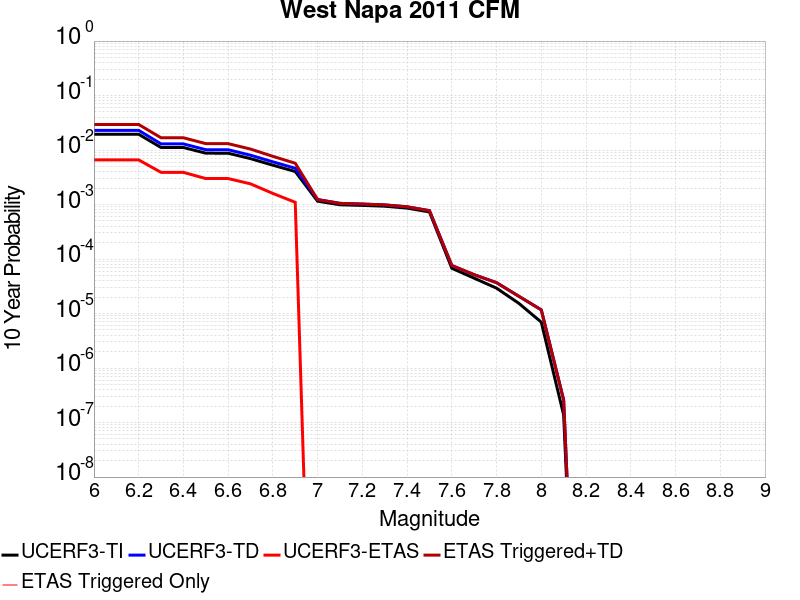 West Napa 2011 CFM
10^0
10^-1
10^-2
10^-3
10^-4
10^-5
10^-6
10^-7
10^-8
10 Year Probability
6 6.2 6.4 6.6 6.8 7 7.2 7.4 7.6 7.8 8 8.2 8.4 8.6 8.8 9
Magnitude
UCERF3-TI UCERF3-TD UCERF3-ETAS ETAS Triggered+TD
ETAS Triggered Only